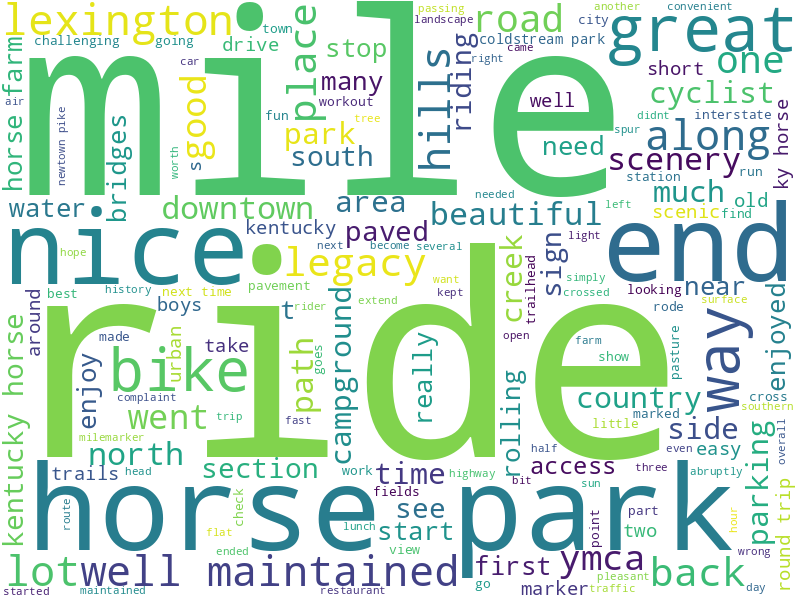 lexington
town
passing
landscape
another
convenient
challenging
going
drive
stop
road
city
coldstream park
great
one
mile
place
many
hills
riding
right
came
short
didnt
cyclist
interstate
car
workout
fun
tree
well
spur
along
horse farm
air
newtown pike
bridges
worth
s
good
park
south
need
scenery
station
run
ky horse
water
downtown
area
needed
beautiful
left
much
old
scenic
find
kentucky
paved
nice
legacy
next
become
several
creek
trailhead
sign
light
end
near
hope
want
simply
looking
crossed
best
history
next time
pavement
rider
kept
extend
rode
surface
around
boys
t
campground
open
farm
pasture
way
enjoyed
made
urban
take
path
goes
really
show
cross
southern
kentucky horse
enjoy
bike
ride
country
marked
complaint
went
trip
fast
rolling
little
milemarker
north
side
easy
parking
overall
trails
head
section
work
time
highway
half
access
three
even
abruptly
bit
sun
fields
horse park
route
check
lunch
see
start
view
point
part
two
hour
wrong
round trip
flat
ended
lot
well
maintained
first
ymca
marker
back
pleasant
traffic
started
maintained
restaurant
go
day